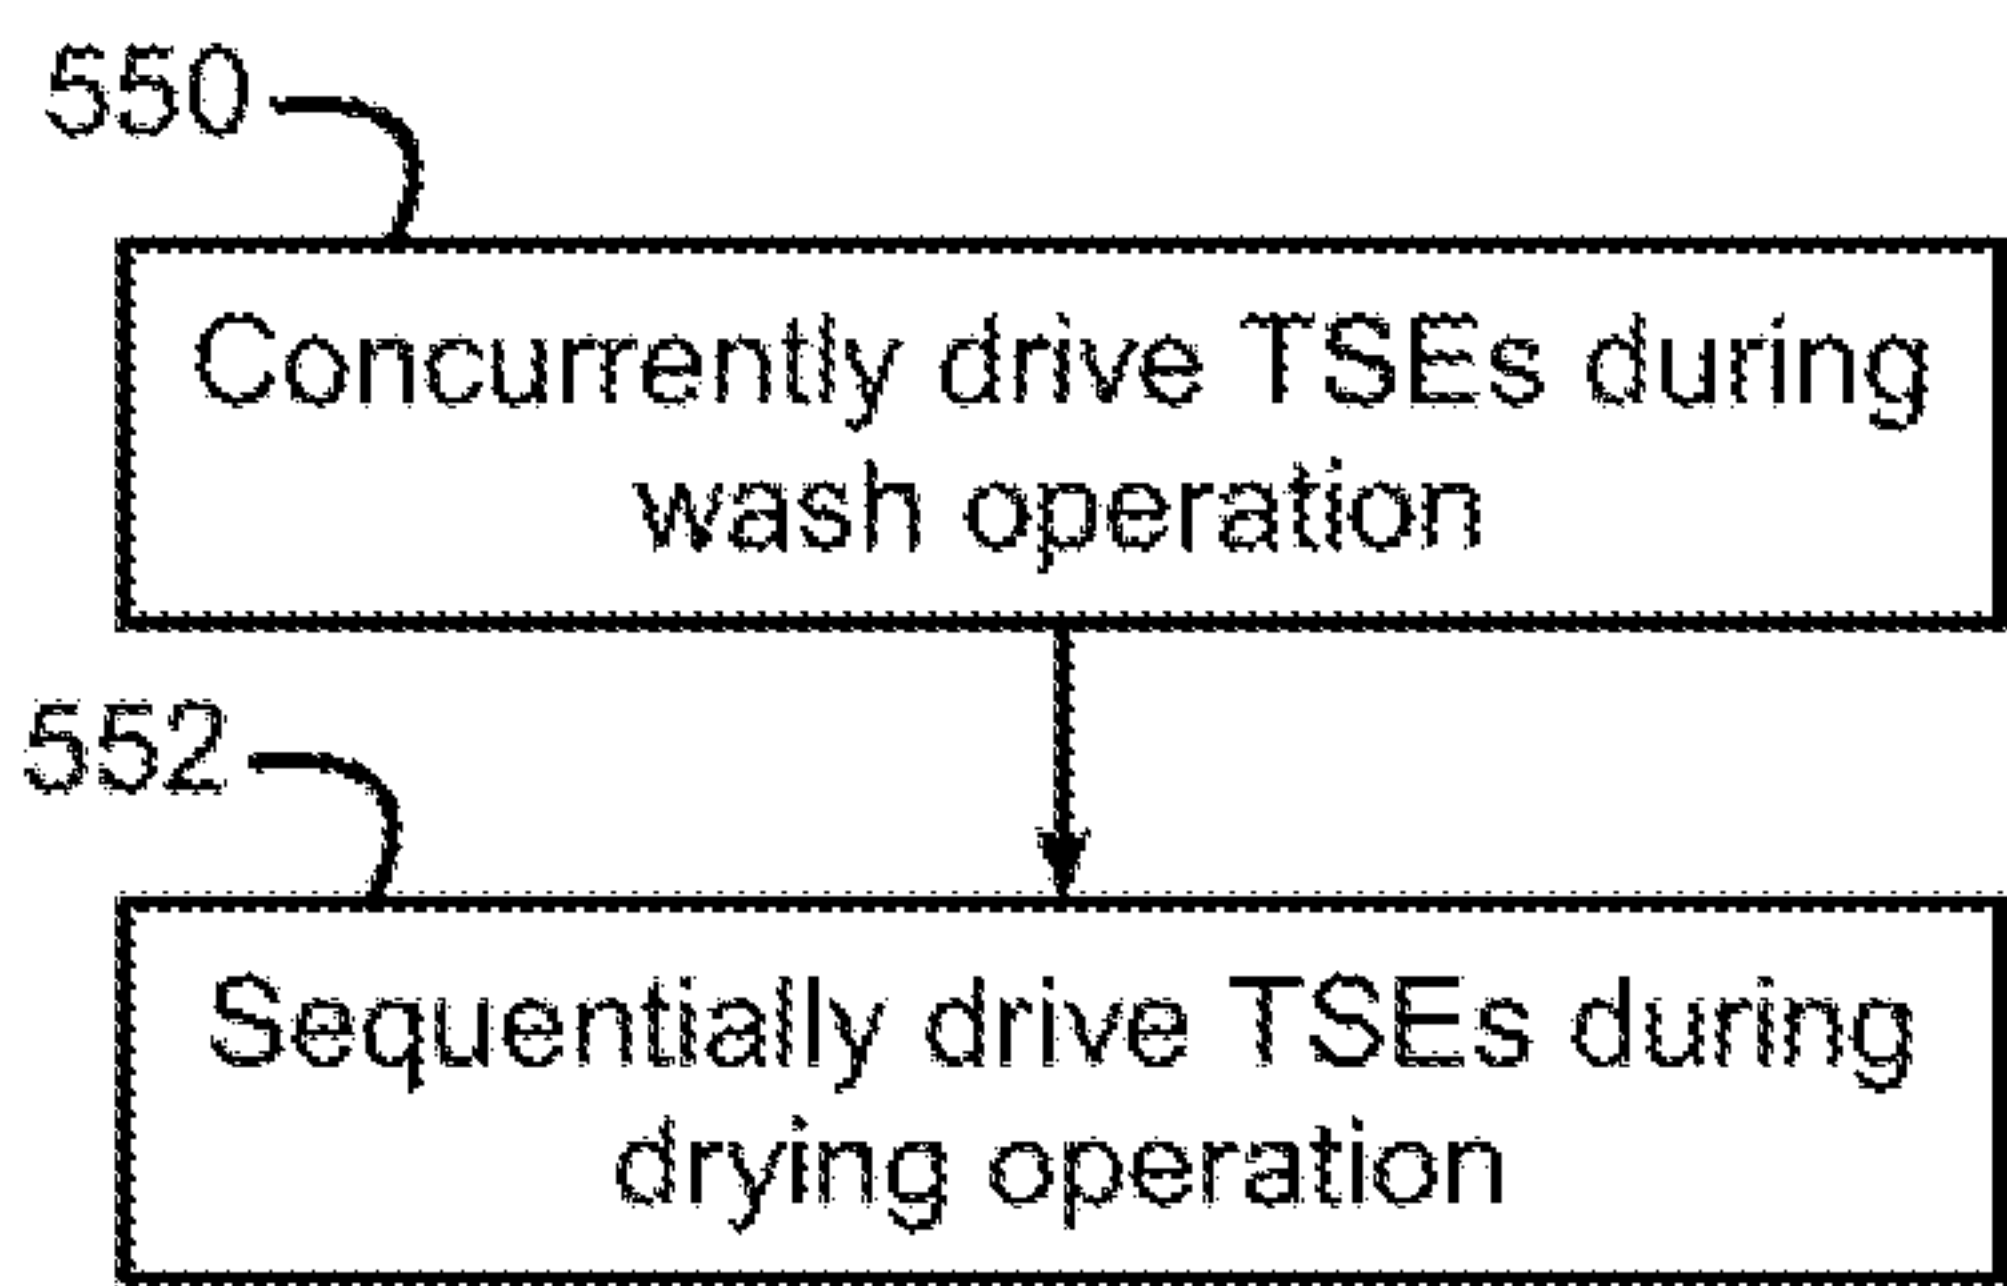 550
Concurrently drive TSEs during
wash operation
552
Sequentially drive TSEs during
drying operation